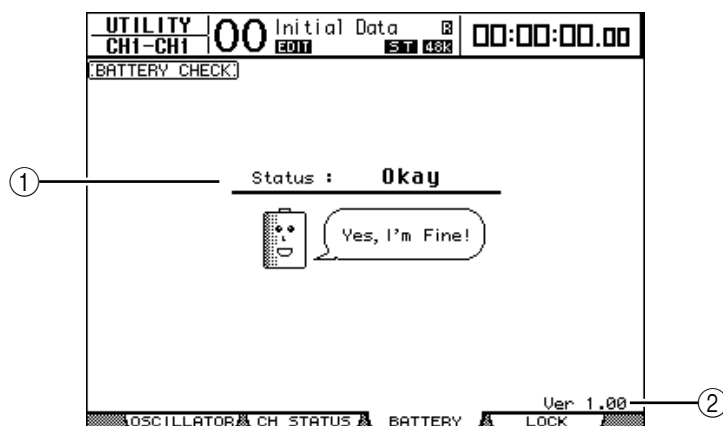 UTILITY 00 Initial Data R 00:00:00.00
CH1-CH1 EDIT ST 48K
BATTERY CHECK
① Status : Okay
Yes, I'm Fine!
Ver 1.00 ②
OSCILLATOR CH STATUS BATTERY LOCK